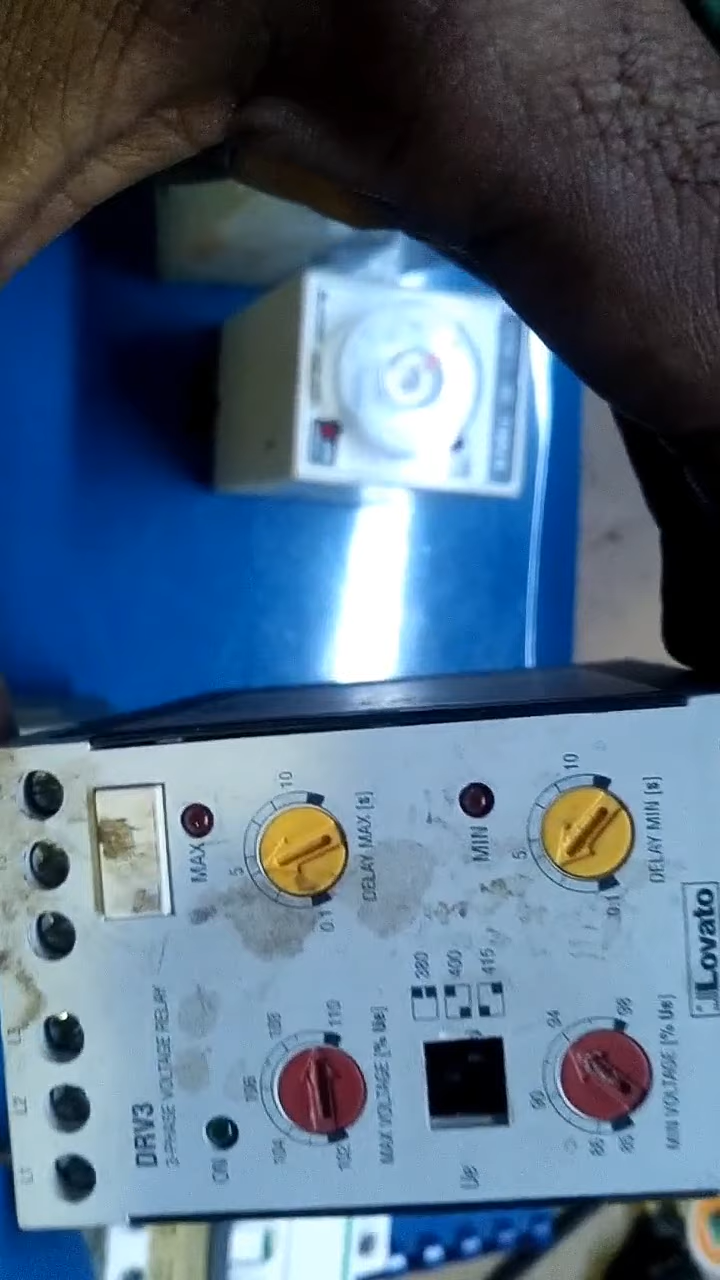 L1 L2 L3
DRV3
3-PHASE VOLTAGE RELAY
ON
MAX
104 106 108
102 110
MAX VOLTAGE [% Ue]
5
0.1 10
DELAY MAX [s]
Ue
380
400
415
MIN
90 94
86
85 98
MIN VOLTAGE [% Ue]
5
0.1 10
DELAY MIN [s]
Lovato